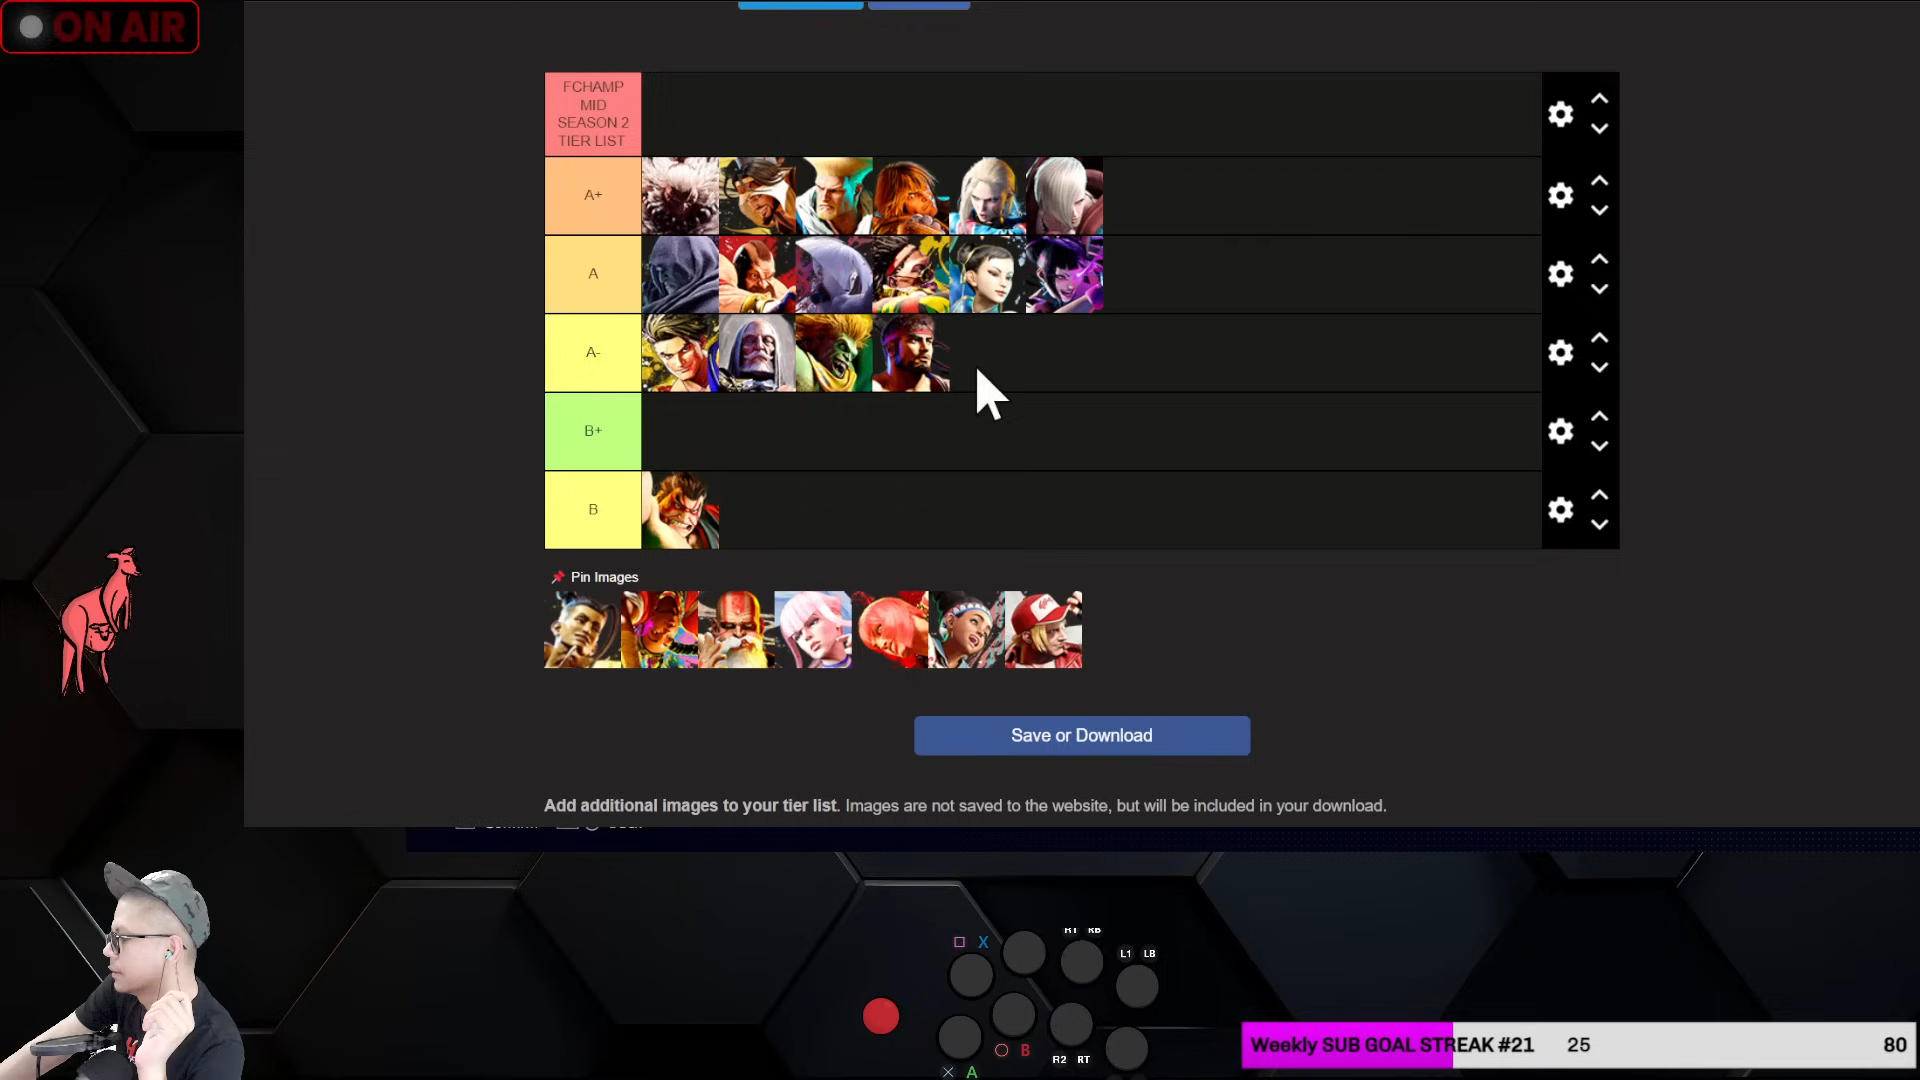 ON AIR
FCHAMP
MID
SEASON 2
TIER LIST
A+
A
A-
B+
B
Pin Images
Save or Download
Add additional images to your tier list. Images are not saved to the website, but will be included in your download.
X
R1 RB
L1 LB
B
R2 RT
A
Weekly SUB GOAL STREAK #21 25 80